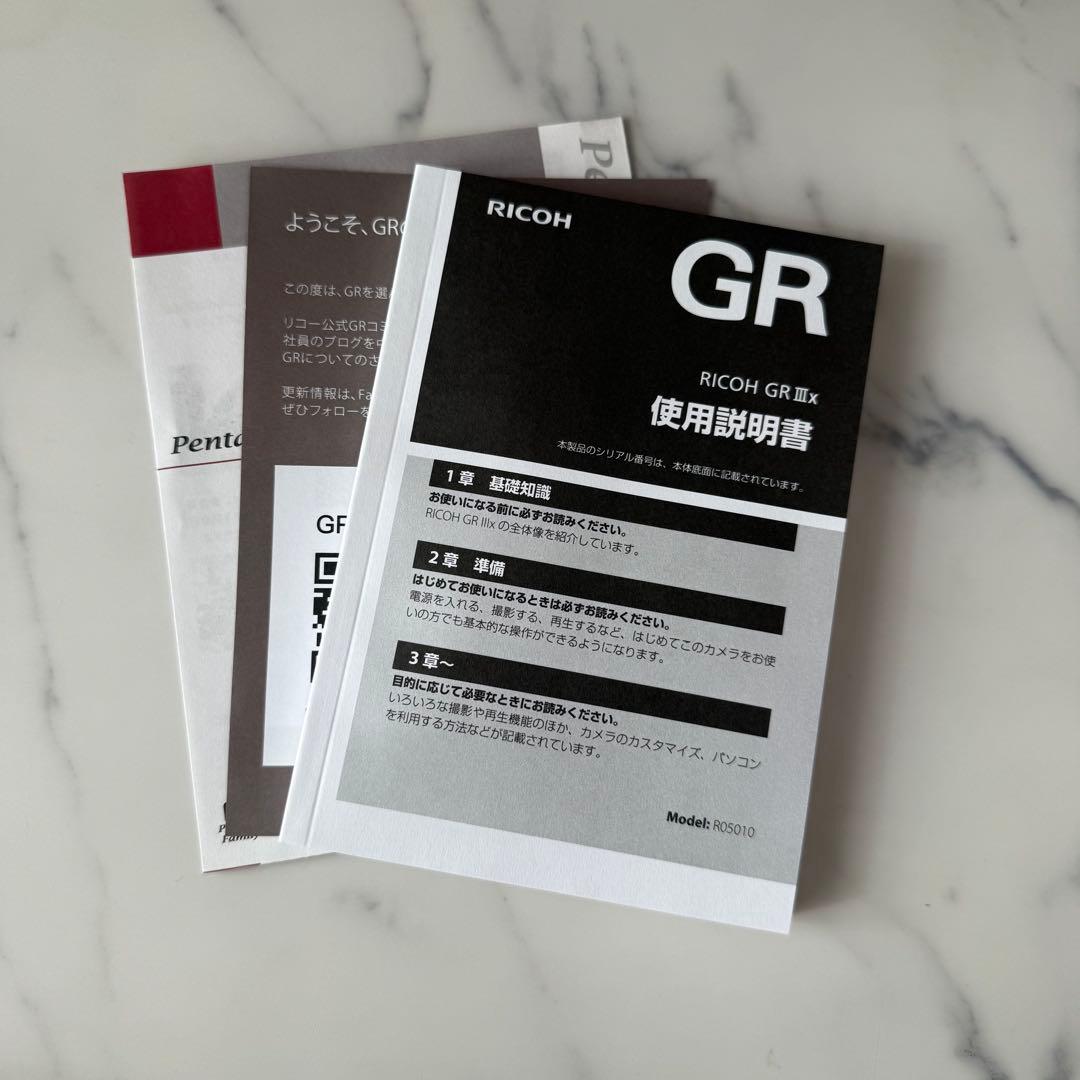 RICOH
GR
RICOH GR Ⅲx
使用説明書
本製品のシリアル番号は、本体底面に記載されています。
1章 基礎知識
お使いになる前に必ずお読みください。
RICOH GR Ⅲx の全体像を紹介しています。
2章 準備
はじめてお使いになるときは必ずお読みください。
電源を入れる、撮影する、再生するなど、はじめてこのカメラをお使
いの方でも基本的な操作ができるようになります。
3章～
目的に応じて必要なときにお読みください。
いろいろな撮影や再生機能のほか、カメラのカスタマイズ、パソコン
を利用する方法などが記載されています。
Model: R05010
ようこそ、GR
この度は、GRを選
リコー公式GRコミ
社員のブログを
GRについてのさ
更新情報は、Fa
ぜひフォローを
GR
Penta
Pe
Family